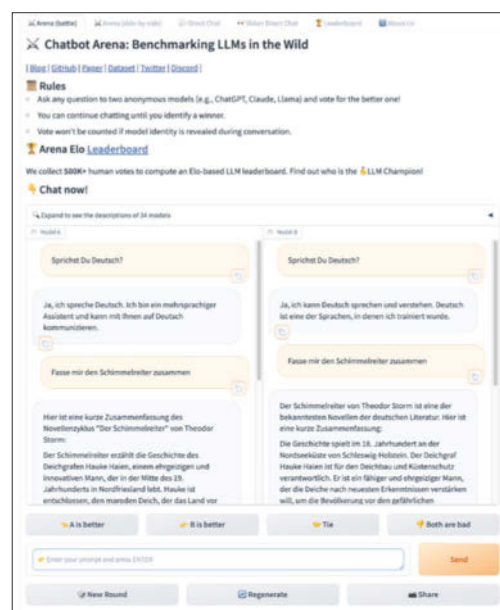 Arena (battle) Arena (side-by-side) Direct Chat Vision Direct Chat Leaderboard About Us
Chatbot Arena: Benchmarking LLMs in the Wild
| Blog | GitHub | Paper | Dataset | Twitter | Discord |
Rules
Ask any question to two anonymous models (e.g., ChatGPT, Claude, Llama) and vote for the better one!
You can continue chatting until you identify a winner.
Vote won't be counted if model identity is revealed during conversation.
Arena Elo Leaderboard
We collect 500K+ human votes to compute an Elo-based LLM leaderboard. Find out who is the LLM Champion!
Chat now!
Expand to see the descriptions of 34 models
Model A
Sprichst Du Deutsch?
Ja, ich spreche Deutsch. Ich bin ein mehrsprachiger
Assistent und kann mit Ihnen auf Deutsch
kommunizieren.
Fasse mir den Schimmelreiter zusammen
Hier ist eine kurze Zusammenfassung des
Novellenzyklus "Der Schimmelreiter" von Theodor
Storm:
Der Schimmelreiter erzählt die Geschichte des
Deichgrafen Hauke Haien, einem ehrgeizigen und
innovativen Mann, der in der Mitte des 19.
Jahrhunderts in Nordfriesland lebt. Hauke ist
entschlossen, den maroden Deich, der das Land vor
Model B
Sprichst Du Deutsch?
Ja, ich kann Deutsch sprechen und verstehen. Deutsch
ist eine der Sprachen, in denen ich trainiert wurde.
Fasse mir den Schimmelreiter zusammen
Der Schimmelreiter von Theodor Storm ist eine der
bekanntesten Novellen der deutschen Literatur. Hier ist
eine kurze Zusammenfassung:
Die Geschichte spielt im 18. Jahrhundert an der
Nordseeküste von Schleswig-Holstein. Der Deichgraf
Hauke Haien ist für den Deichbau und Küstenschutz
verantwortlich. Er ist ein fähiger und ehrgeiziger Mann,
der die Deiche nach neuesten Erkenntnissen verstärken
will, um die Bevölkerung vor den gefährlichen
A is better B is better Tie Both are bad
Enter your prompt and press ENTER Send
New Round Regenerate Share